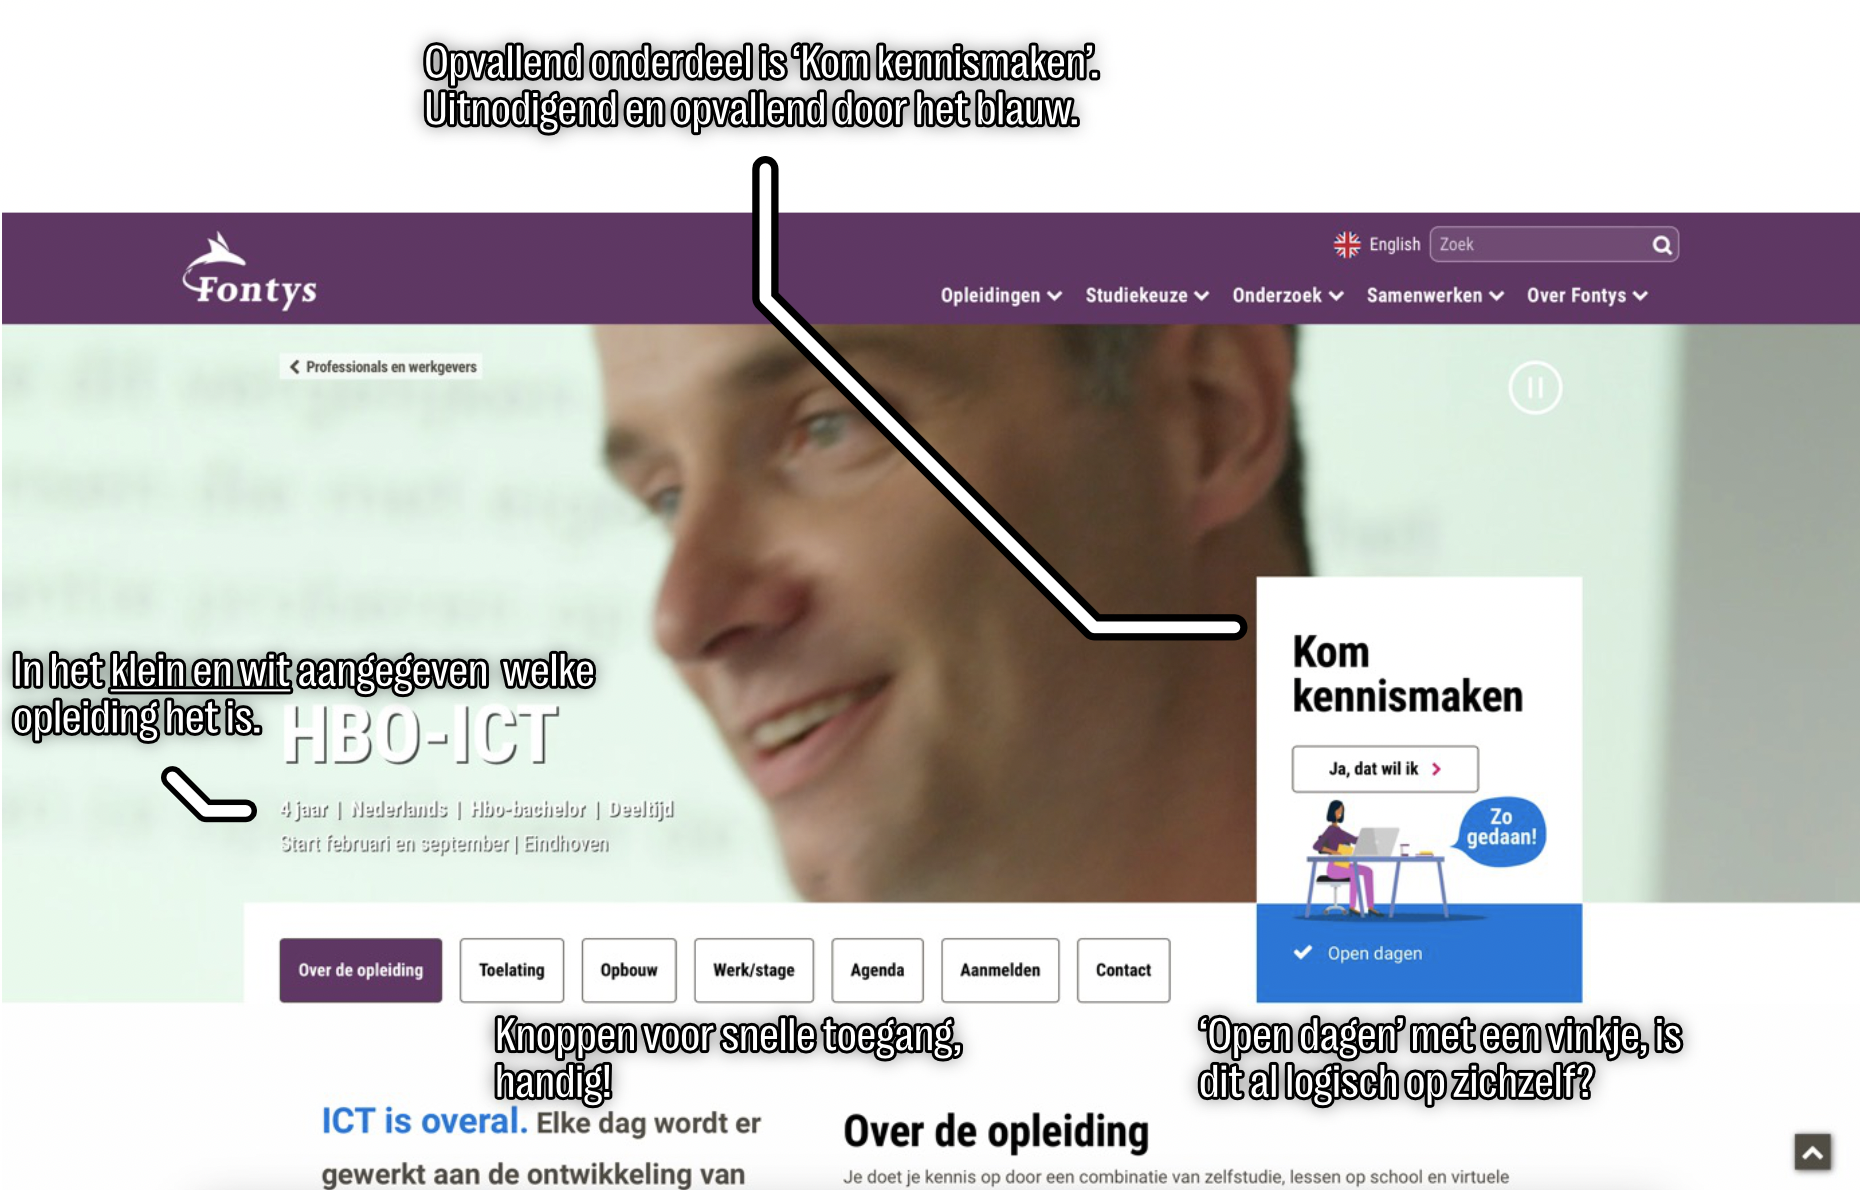 Opvallend onderdeel is ‘Kom kennismaken’.
Uitnodigend en opvallend door het blauw.
English
Zoek
Fontys
Opleidingen
Studiekeuze
Onderzoek
Samenwerken
Over Fontys
Professionals en werkgevers
In het klein en wit aangegeven welke
opleiding het is.
HBO-ICT
4 jaar | Nederlands | Hbo-bachelor | Deeltijd
Start februari en september | Eindhoven
Kom
kennismaken
Ja, dat wil ik
Zo
gedaan!
Open dagen
Over de opleiding
Toelating
Opbouw
Werk/stage
Agenda
Aanmelden
Contact
Knoppen voor snelle toegang,
handig!
‘Open dagen’ met een vinkje, is
dit al logisch op zichzelf?
ICT is overal. Elke dag wordt er
gewerkt aan de ontwikkeling van
Over de opleiding
Je doet je kennis op door een combinatie van zelfstudie, lessen op school en virtuele